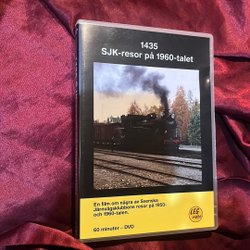 1435
SJK-resor på 1960-talet
En film om några av Svenska
Järnvägsklubbens resor på 1950-
och 1960-talen.
60 minuter – DVD